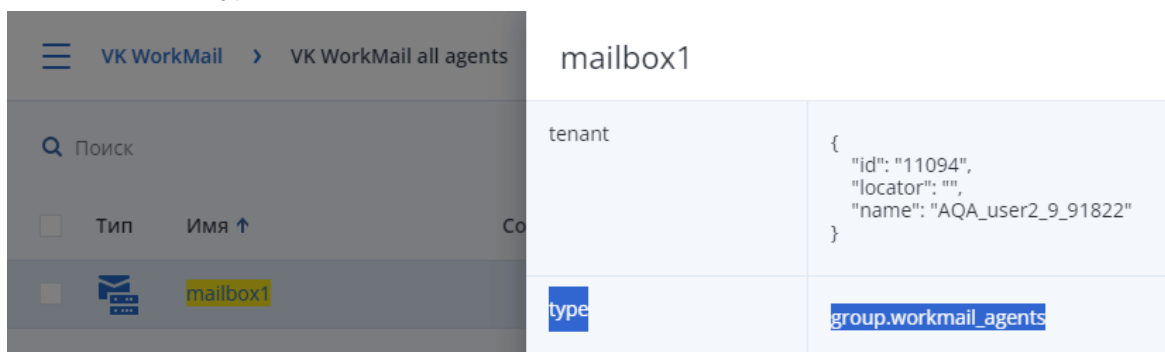 VK WorkMail > VK WorkMail all agents
Поиск
Тип Имя ↑ Со
mailbox1
mailbox1
tenant
{
"id": "11094",
"locator": "",
"name": "AQA_user2_9_91822"
}
type group.workmail_agents